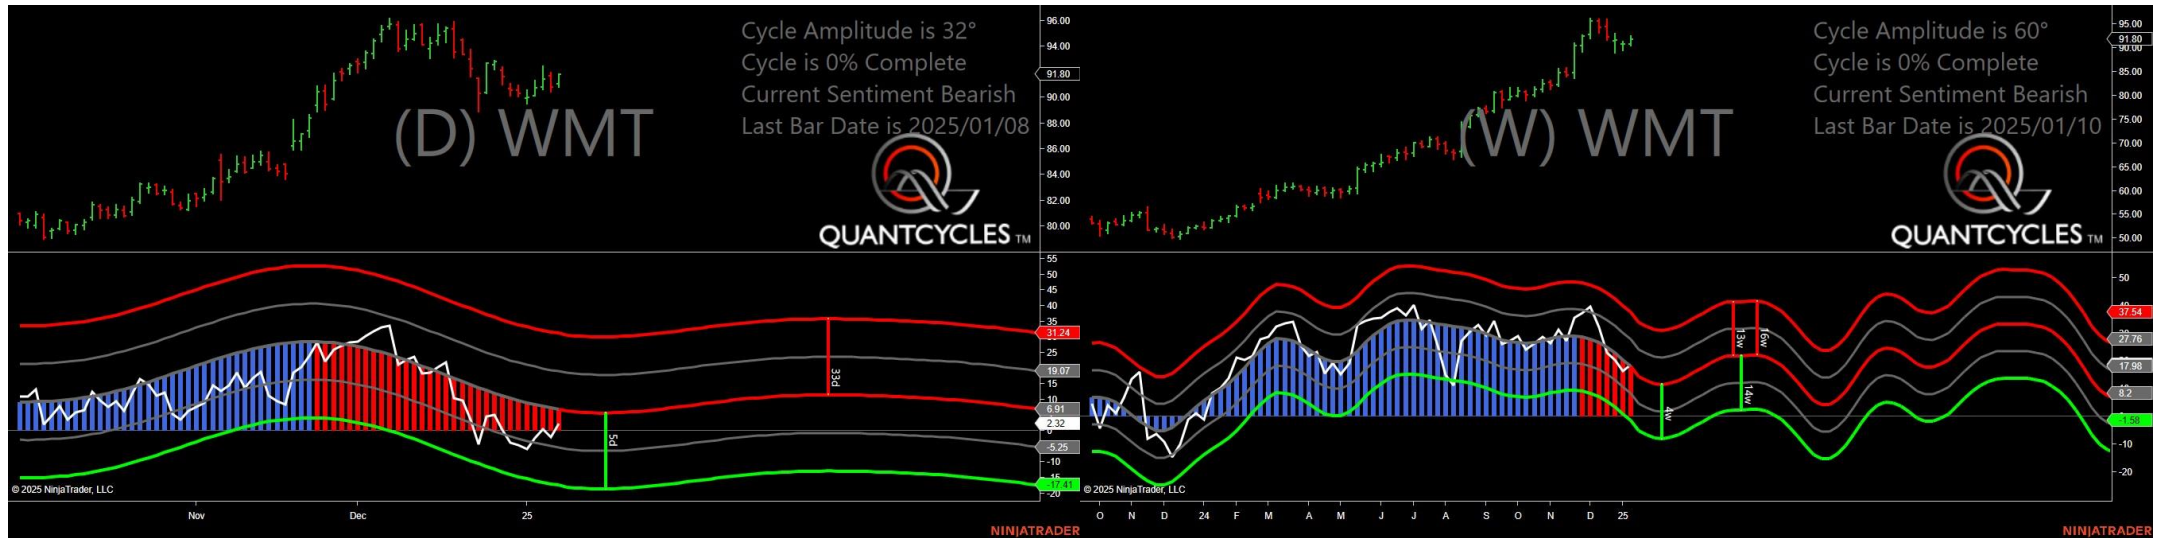 Cycle Amplitude is 32°
Cycle is 0% Complete
Current Sentiment Bearish
Last Bar Date is 2025/01/08
(D) WMT
QUANTCYCLES TM
96.00
94.00
91.80
90.00
88.00
86.00
84.00
82.00
80.00
55
50
45
40
35
31.24
25
19.07
15
10
6.91
2.32
0
-5.25
-10
-15
-17.41
-20
5d
33d
© 2025 NinjaTrader, LLC
Nov
Dec
25
NINJATRADER
Cycle Amplitude is 60°
Cycle is 0% Complete
Current Sentiment Bearish
Last Bar Date is 2025/01/10
(W) WMT
QUANTCYCLES TM
95.00
91.80
90.00
85.00
80.00
75.00
70.00
65.00
60.00
55.00
50.00
50
37.54
27.76
17.98
8.2
-1.58
-10
-20
4w
13w
16w
14w
© 2025 NinjaTrader, LLC
O N D 24 F M A M J J A S O N D 25
NINJATRADER